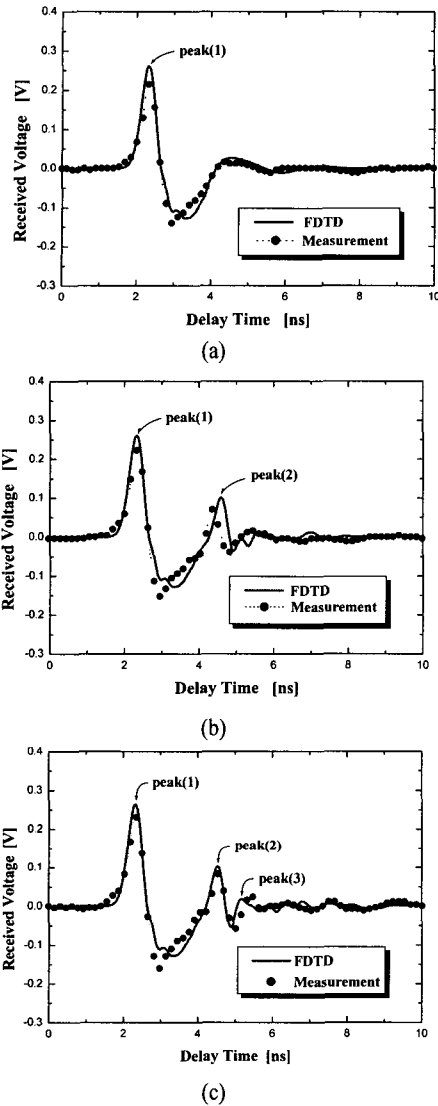 0.4
0.3
0.2
0.1
0.0
-0.1
-0.2
-0.3
Received Voltage [V]
peak(1)
FDTD
Measurement
0 2 4 6 8 10
Delay Time [ns]
(a)
0.4
0.3
0.2
0.1
0.0
-0.1
-0.2
-0.3
Received Voltage [V]
peak(1)
peak(2)
FDTD
Measurement
0 2 4 6 8 10
Delay Time [ns]
(b)
0.4
0.3
0.2
0.1
0.0
-0.1
-0.2
-0.3
Received Voltage [V]
peak(1)
peak(2)
peak(3)
FDTD
Measurement
0 2 4 6 8 10
Delay Time [ns]
(c)